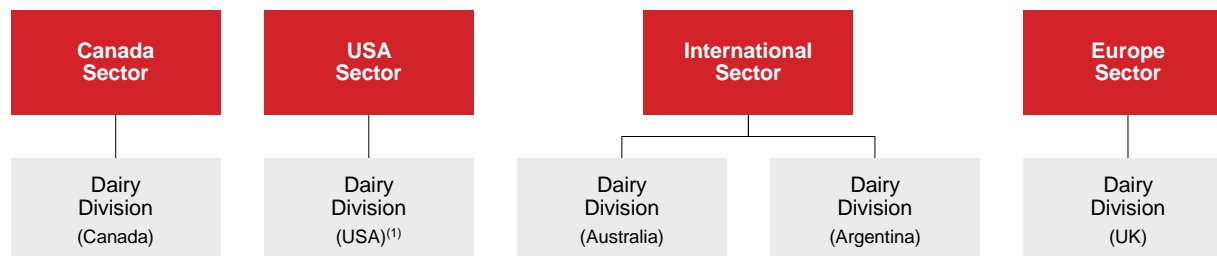 Canada
Sector
USA
Sector
International
Sector
Europe
Sector
Dairy
Division
(Canada)
Dairy
Division
(USA)(1)
Dairy
Division
(Australia)
Dairy
Division
(Argentina)
Dairy
Division
(UK)